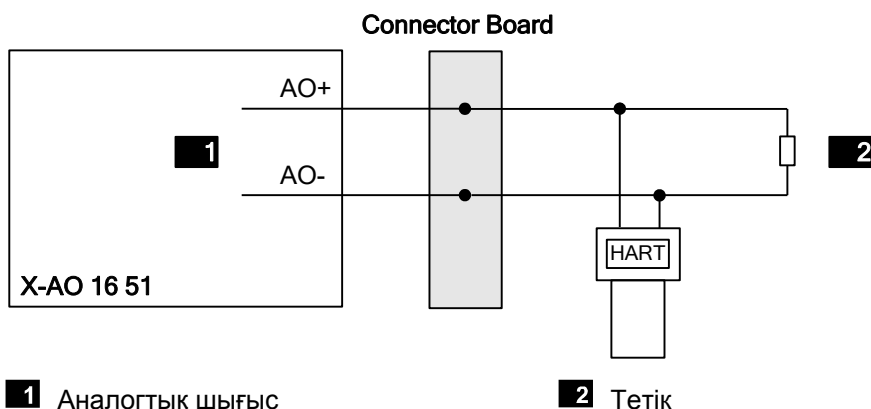 Connector Board
AO+
1
2
AO-
HART
X-AO 16 51
1 Аналогтық шығыс
2 Тетік